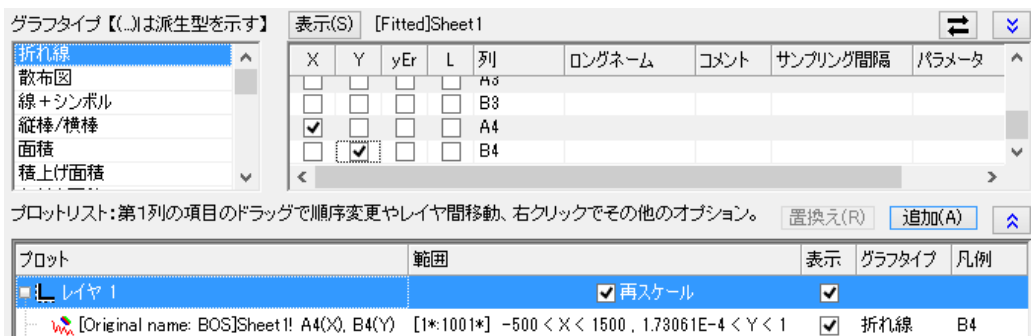 グラフタイプ【(...)は派生型を示す】 表示(S) [Fitted]Sheet1
折れ線
散布図
線+シンボル
縦棒/横棒
面積
積上げ面積
X Y yEr L 列 ロングネーム コメント サンプリング間隔 パラメータ
A3
B3
A4
B4
プロットリスト:第1列の項目のドラッグで順序変更やレイヤ間移動、右クリックでその他のオプション。 置換え(R) 追加(A)
プロット 範囲 表示 グラフタイプ 凡例
レイヤ 1 再スケール
[Original name: BOS]Sheet1! A4(X), B4(Y) [1*:1001*] -500 < X < 1500 , 1.73061E-4 < Y < 1 折れ線 B4